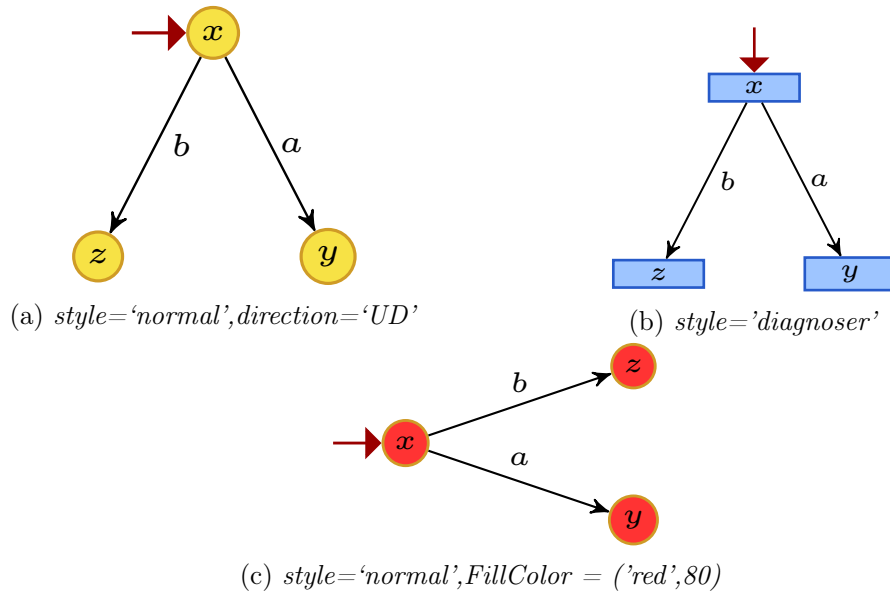 x
b
a
z
y
(a) style=‘normal’,direction=‘UD’
x
b
a
z
y
(b) style='diagnoser'
z
b
x
a
y
(c) style=‘normal’,FillColor = ('red',80)